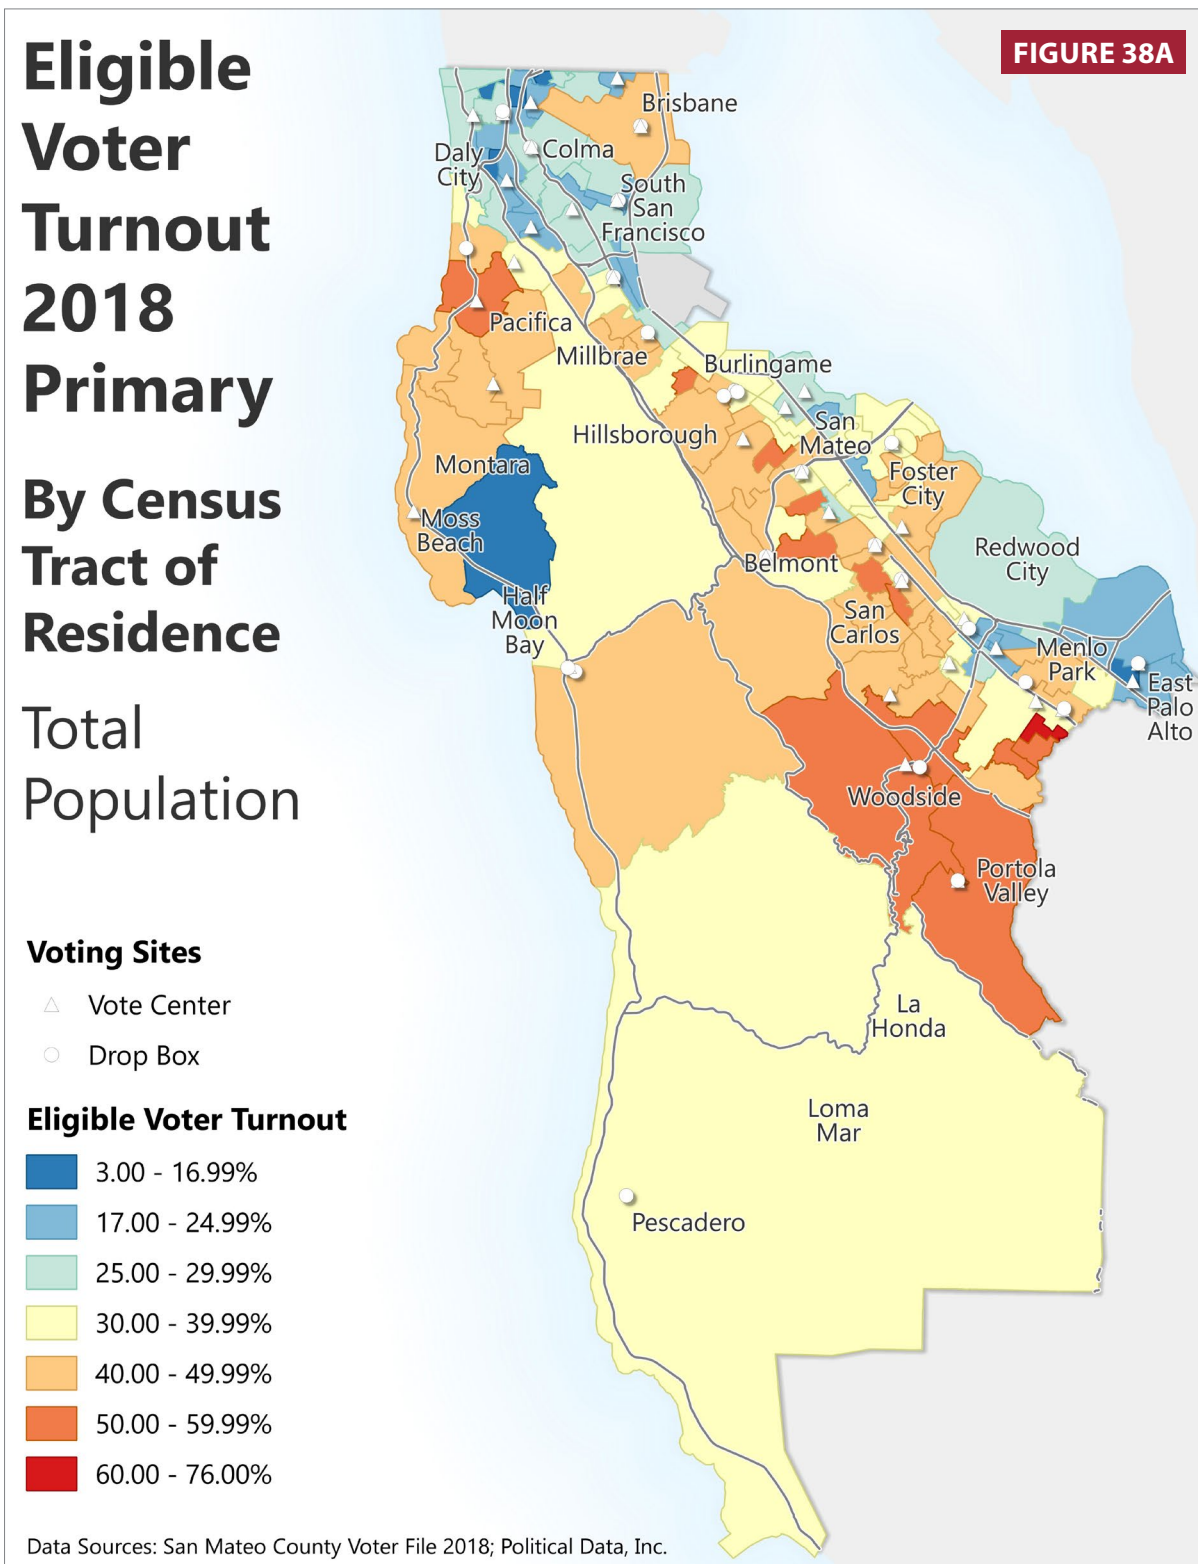 FIGURE 38A
Eligible
Voter
Turnout
2018
Primary
By Census
Tract of
Residence
Total
Population
Brisbane
Daly
City
Colma
South
San
Francisco
Pacifica
Millbrae
Burlingame
Hillsborough
San
Mateo
Montara
Foster
City
Moss
Beach
Belmont
Redwood
City
Half
Moon
Bay
San
Carlos
Menlo
Park
East
Palo
Alto
Woodside
Portola
Valley
La
Honda
Loma
Mar
Pescadero
Voting Sites
Vote Center
Drop Box
Eligible Voter Turnout
3.00 - 16.99%
17.00 - 24.99%
25.00 - 29.99%
30.00 - 39.99%
40.00 - 49.99%
50.00 - 59.99%
60.00 - 76.00%
Data Sources: San Mateo County Voter File 2018; Political Data, Inc.